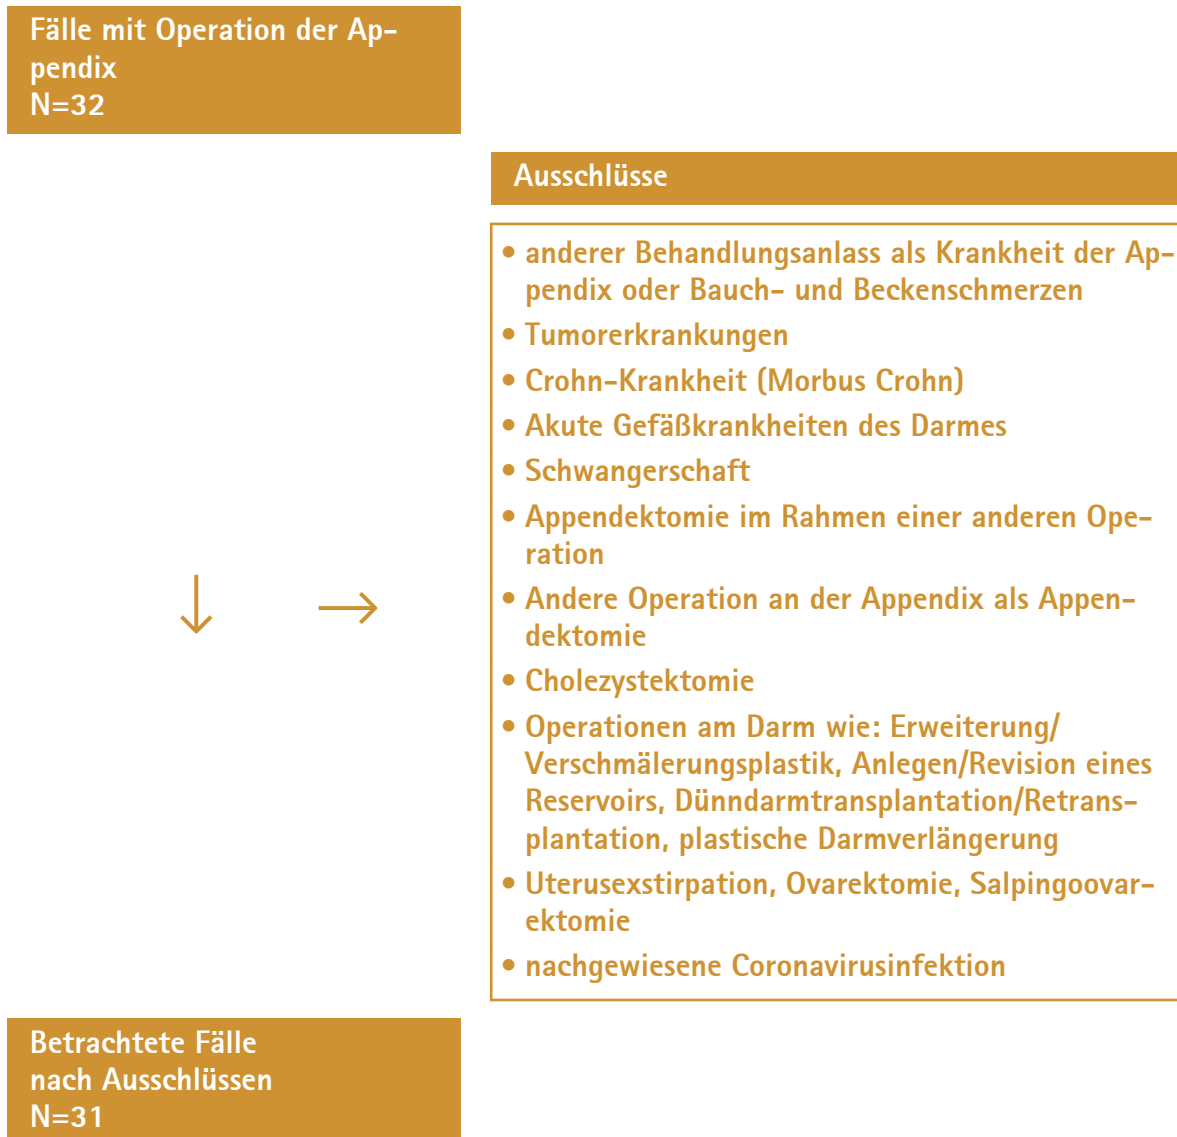 Fälle mit Operation der Ap-
pendix
N=32
Ausschlüsse
• anderer Behandlungsanlass als Krankheit der Ap-
pendix oder Bauch- und Beckenschmerzen
• Tumorerkrankungen
• Crohn-Krankheit (Morbus Crohn)
• Akute Gefäßkrankheiten des Darmes
• Schwangerschaft
• Appendektomie im Rahmen einer anderen Ope-
ration
• Andere Operation an der Appendix als Appen-
dektomie
• Cholezystektomie
• Operationen am Darm wie: Erweiterung/
Verschmälerungsplastik, Anlegen/Revision eines
Reservoirs, Dünndarmtransplantation/Retrans-
plantation, plastische Darmverlängerung
• Uterusexstirpation, Ovarektomie, Salpingoovar-
ektomie
• nachgewiesene Coronavirusinfektion
Betrachtete Fälle
nach Ausschlüssen
N=31